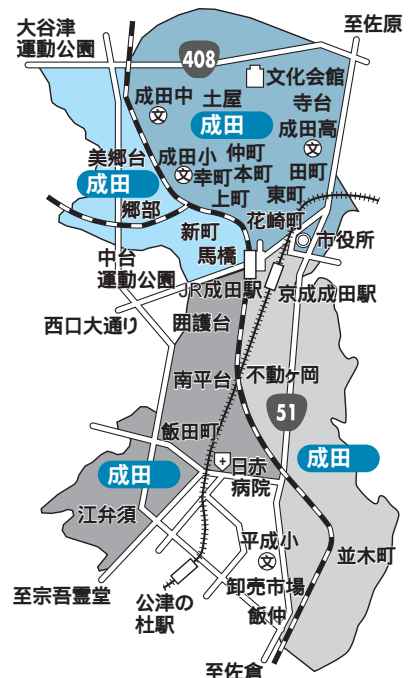 大谷津
運動公園
至佐原
408
文化会館
成田中
土屋
寺台
成田
成田高
美郷台
成田小
仲町
成田
幸町
本町
田町
郷部
上町
東町
新町
花崎町
馬橋
市役所
中台
運動公園
JR成田駅
京成成田駅
西口大通り
囲護台
南平台
不動ヶ岡
51
飯田町
成田
成田
日赤
病院
江弁須
平成小
並木町
至宗吾霊堂
公津の
杜駅
卸売市場
飯仲
至佐倉
文
文
文
文